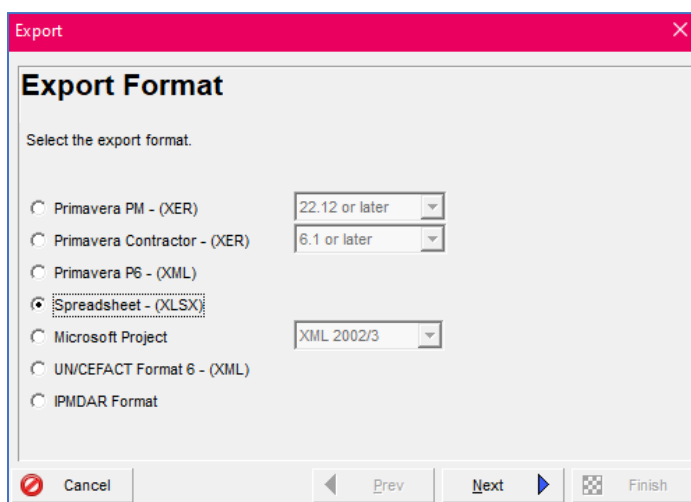 Export
Export Format
Select the export format.
Primavera PM - (XER) 22.12 or later
Primavera Contractor - (XER) 6.1 or later
Primavera P6 - (XML)
Spreadsheet - (XLSX)
Microsoft Project XML 2002/3
UN/CEFACT Format 6 - (XML)
IPMDAR Format
Cancel Prev Next Finish